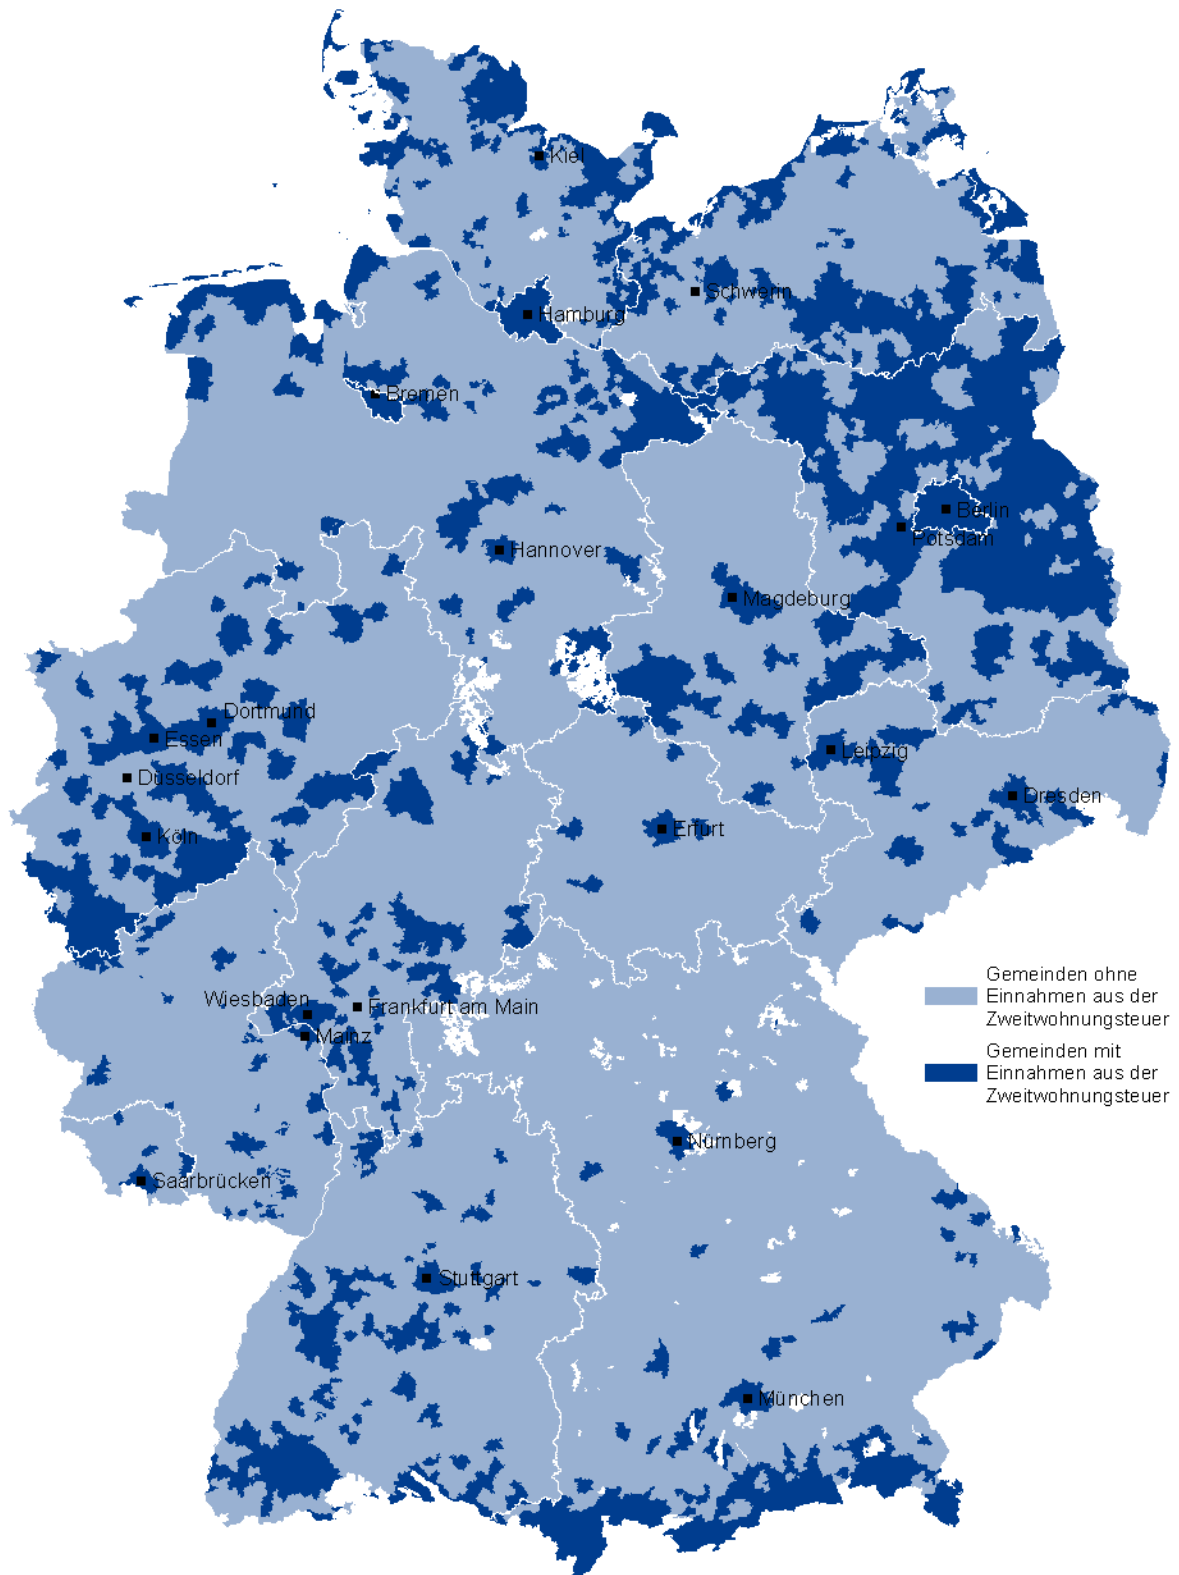 Kiel
Schwerin
Hamburg
Bremen
Berlin
Potsdam
Hannover
Magdeburg
Dortmund
Essen
Düsseldorf
Leipzig
Dresden
Köln
Erfurt
Gemeinden ohne
Einnahmen aus der
Zweitwohnungsteuer
Wiesbaden
Frankfurt am Main
Mainz
Gemeinden mit
Einnahmen aus der
Zweitwohnungsteuer
Nürnberg
Saarbrücken
Stuttgart
München